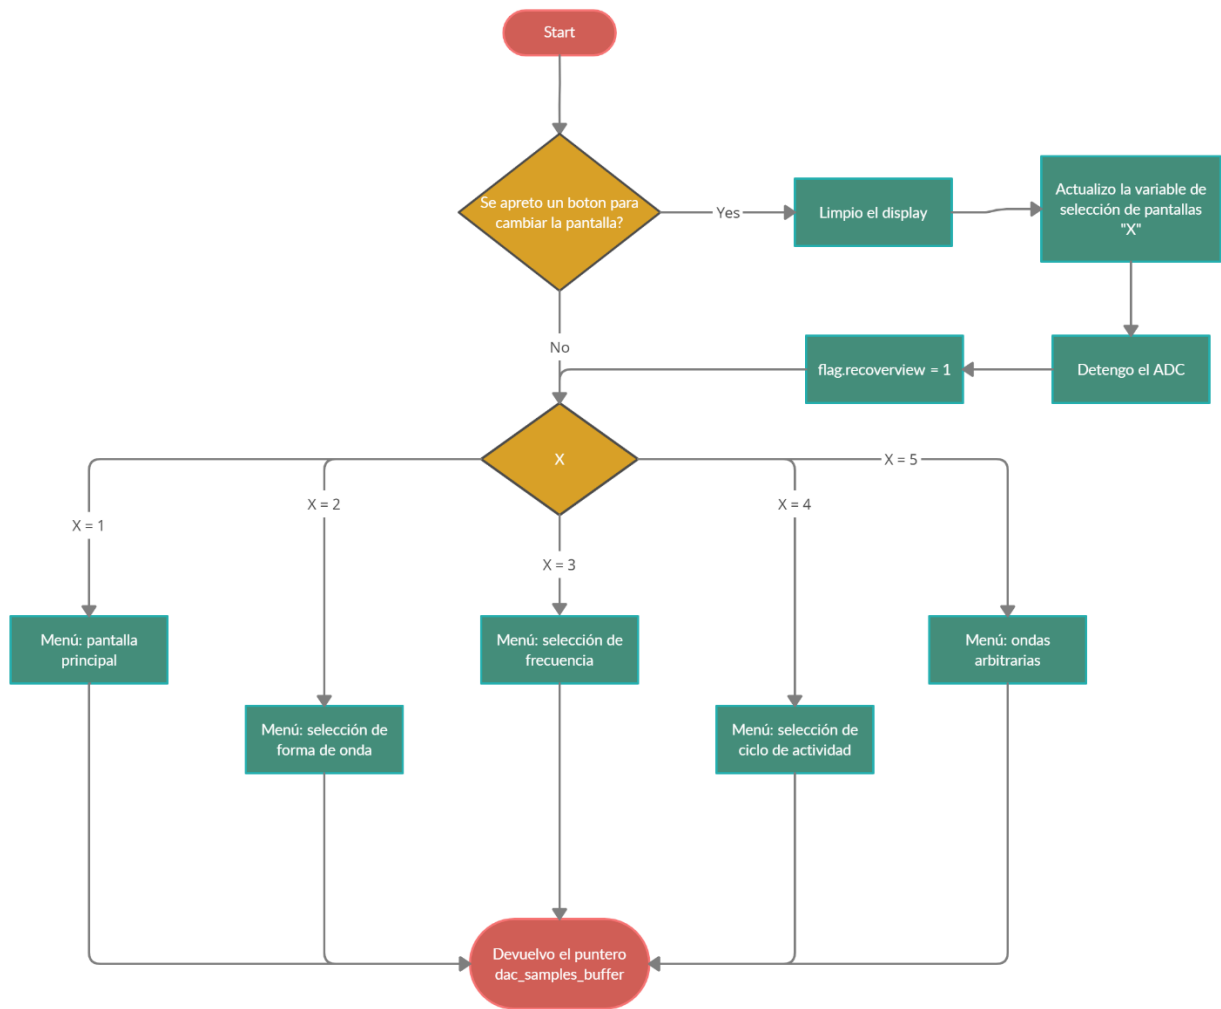 Start
Se apreto un boton para
cambiar la pantalla?
Yes
Limpio el display
Actualizo la variable de
selección de pantallas
"X"
No
flag.recoverview = 1
Detengo el ADC
X
X = 5
X = 2
X = 4
X = 1
X = 3
Menú: pantalla
principal
Menú: selección de
frecuencia
Menú: ondas
arbitrarias
Menú: selección de
forma de onda
Menú: selección de
ciclo de actividad
Devuelvo el puntero
dac_samples_buffer